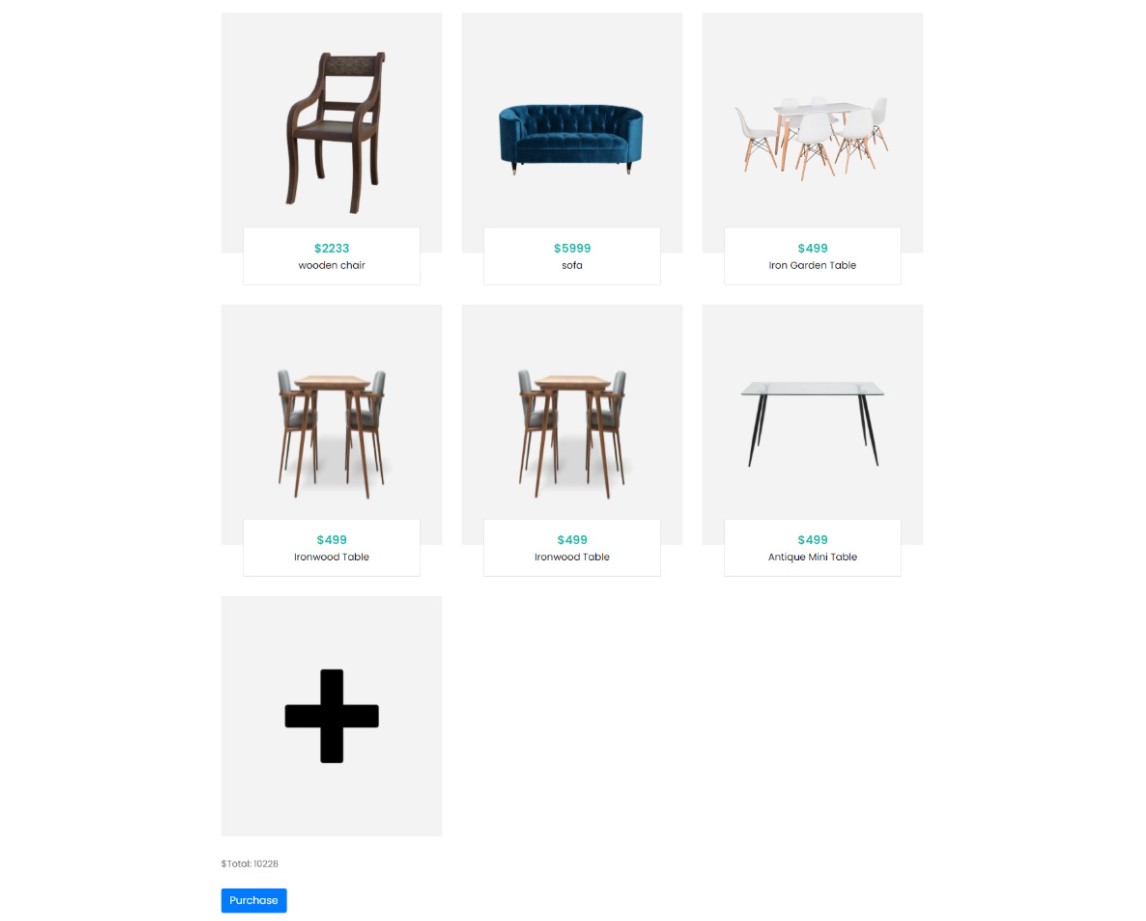 $2233
wooden chair
$5999
sofa
$499
Iron Garden Table
$499
Ironwood Table
$499
Ironwood Table
$499
Antique Mini Table
$Total: 10228
Purchase